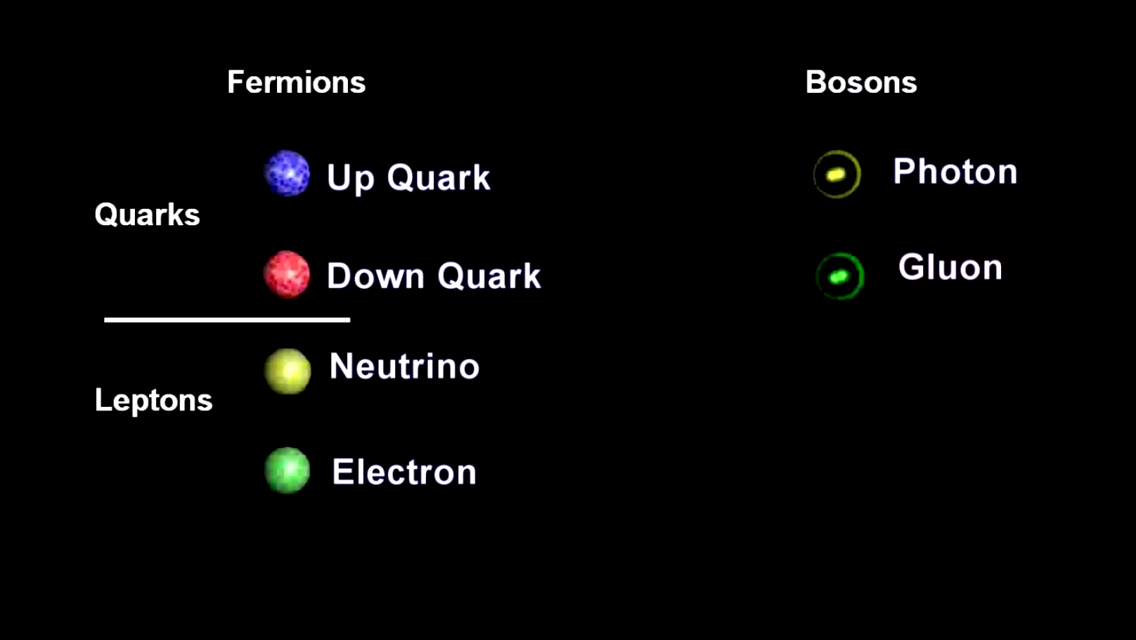 Fermions
Bosons
Up Quark
Photon
Quarks
Down Quark
Gluon
Neutrino
Leptons
Electron